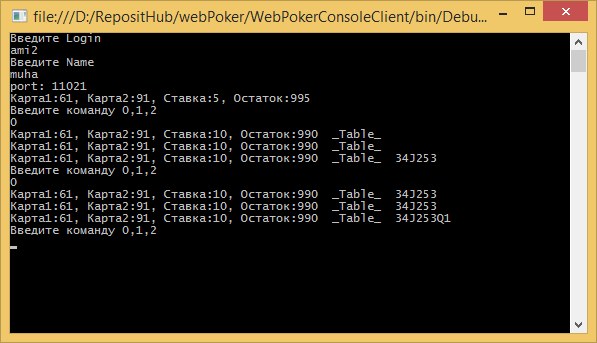 file:///D:/RepositHub/webPoker/WebPokerConsoleClient/bin/Debu...
Введите Login
ami2
Введите Name
muha
port: 11021
Карта1:61, Карта2:91, Ставка:5, Остаток:995
Введите команду 0,1,2
0
Карта1:61, Карта2:91, Ставка:10, Остаток:990  _Table_
Карта1:61, Карта2:91, Ставка:10, Остаток:990  _Table_
Карта1:61, Карта2:91, Ставка:10, Остаток:990  _Table_  34J253
Введите команду 0,1,2
0
Карта1:61, Карта2:91, Ставка:10, Остаток:990  _Table_  34J253
Карта1:61, Карта2:91, Ставка:10, Остаток:990  _Table_  34J253
Карта1:61, Карта2:91, Ставка:10, Остаток:990  _Table_  34J253Q1
Введите команду 0,1,2